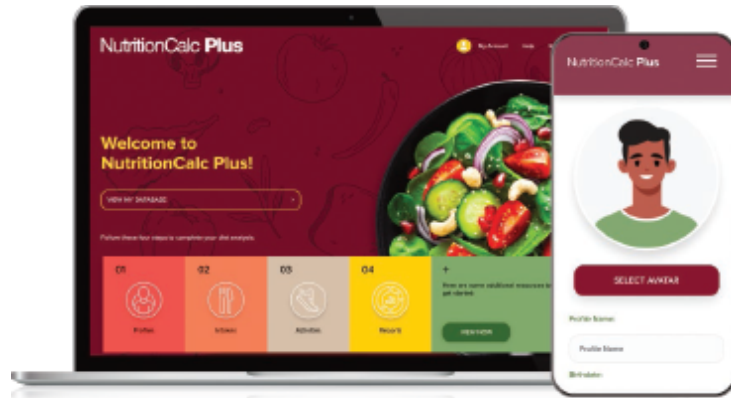 NutritionCalc Plus
My Account Help
Welcome to
NutritionCalc Plus!
VIEW MY DATABASE
Follow these four steps to complete your diet analysis.
01
Profiles
02
Intakes
03
Activities
04
Reports
+
Here are some additional resources to
get started.
VIEW NOW
NutritionCalc Plus
SELECT AVATAR
Profile Name:
Profile Name
Birthdate: